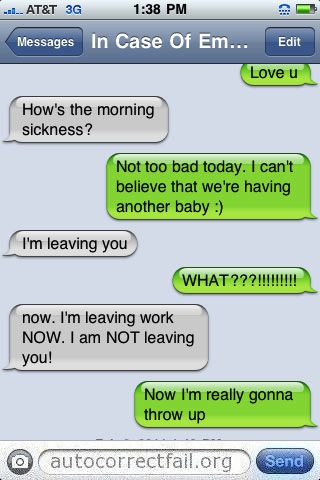 AT&T 3G 1:38 PM
Messages In Case Of Em... Edit
Love u
How's the morning
sickness?
Not too bad today. I can't
believe that we're having
another baby :)
I'm leaving you
WHAT???!!!!!!!!!
now. I'm leaving work
NOW. I am NOT leaving
you!
Now I'm really gonna
throw up
autocorrectfail.org Send